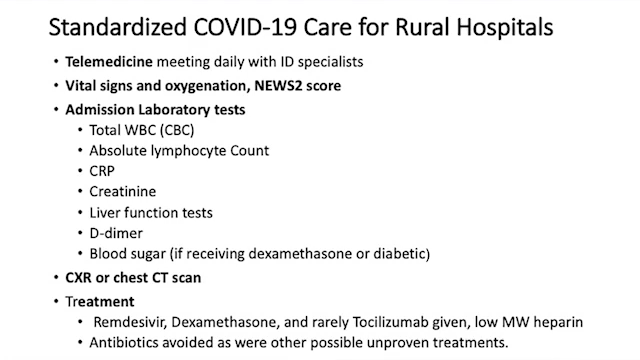 Standardized COVID-19 Care for Rural Hospitals
• Telemedicine meeting daily with ID specialists
• Vital signs and oxygenation, NEWS2 score
• Admission Laboratory tests
• Total WBC (CBC)
• Absolute lymphocyte Count
• CRP
• Creatinine
• Liver function tests
• D-dimer
• Blood sugar (if receiving dexamethasone or diabetic)
• CXR or chest CT scan
• Treatment
• Remdesivir, Dexamethasone, and rarely Tocilizumab given, low MW heparin
• Antibiotics avoided as were other possible unproven treatments.